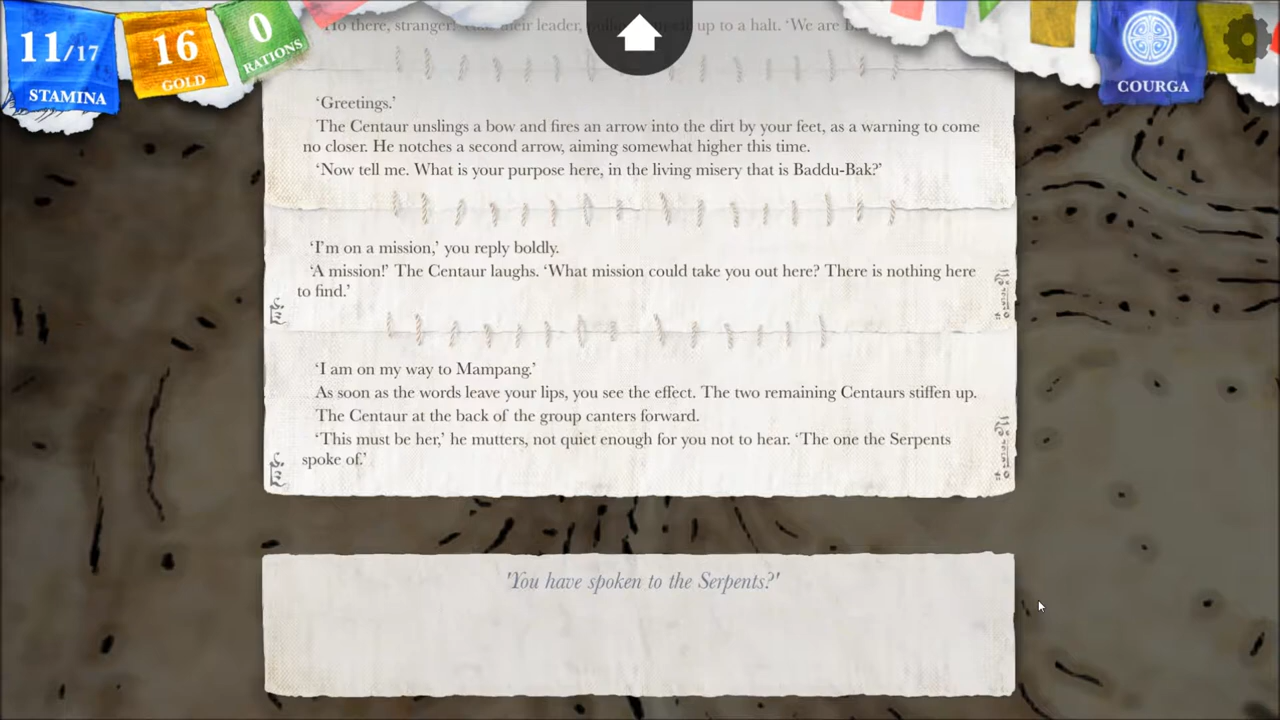 11/17
STAMINA
16
GOLD
0
RATIONS
COURGA
up to a halt. ‘We are
‘Greetings.’
The Centaur unslings a bow and fires an arrow into the dirt by your feet, as a warning to come
no closer. He notches a second arrow, aiming somewhat higher this time.
‘Now tell me. What is your purpose here, in the living misery that is Baddu-Bak?’
‘I’m on a mission,’ you reply boldly.
‘A mission!’ The Centaur laughs. ‘What mission could take you out here? There is nothing here
to find.’
‘I am on my way to Mampang.’
As soon as the words leave your lips, you see the effect. The two remaining Centaurs stiffen up.
The Centaur at the back of the group canters forward.
‘This must be her,’ he mutters, not quiet enough for you not to hear. ‘The one the Serpents
spoke of.’
'You have spoken to the Serpents?'